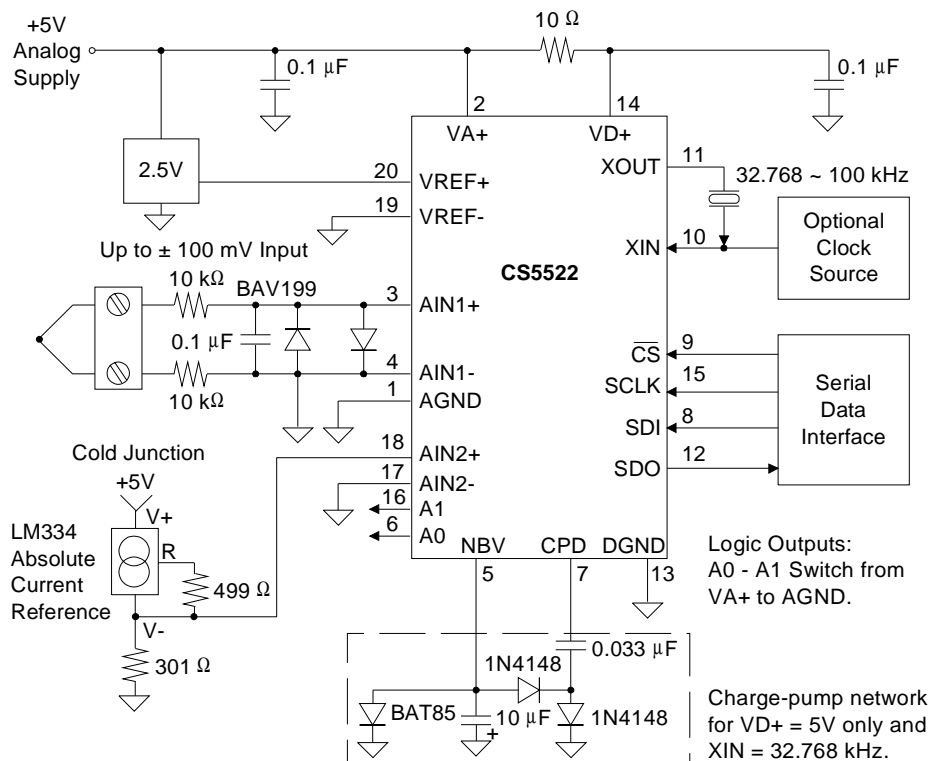 +5V
Analog
Supply
10 Ω
0.1 µF
0.1 µF
2
14
VA+
VD+
2.5V
20
VREF+
19
VREF-
XOUT
11
32.768 ~ 100 kHz
XIN
10
Optional
Clock
Source
Up to ± 100 mV Input
10 kΩ
BAV199
3
AIN1+
CS5522
0.1 µF
4
AIN1-
10 kΩ
1
AGND
CS
9
SCLK
15
SDI
8
SDO
12
Serial
Data
Interface
18
AIN2+
17
AIN2-
16
A1
6
A0
Cold Junction
+5V
V+
LM334
Absolute
Current
Reference
R
499 Ω
V-
301 Ω
NBV
CPD
DGND
5
7
13
Logic Outputs:
A0 - A1 Switch from
VA+ to AGND.
0.033 µF
1N4148
BAT85
10 µF
+
1N4148
Charge-pump network
for VD+ = 5V only and
XIN = 32.768 kHz.